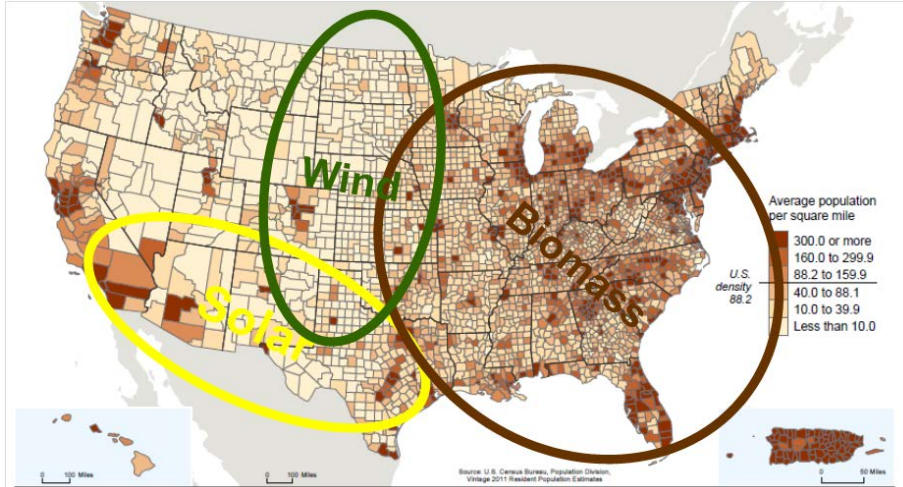 Wind
Biomass
Solar
Average population
per square mile
300.0 or more
160.0 to 299.9
88.2 to 159.9
40.0 to 88.1
10.0 to 39.9
Less than 10.0
U.S.
density
88.2
0 100 Miles
0 100 Miles
Source: U.S. Census Bureau, Population Division,
Vintage 2011 Resident Population Estimates
0 50 Miles